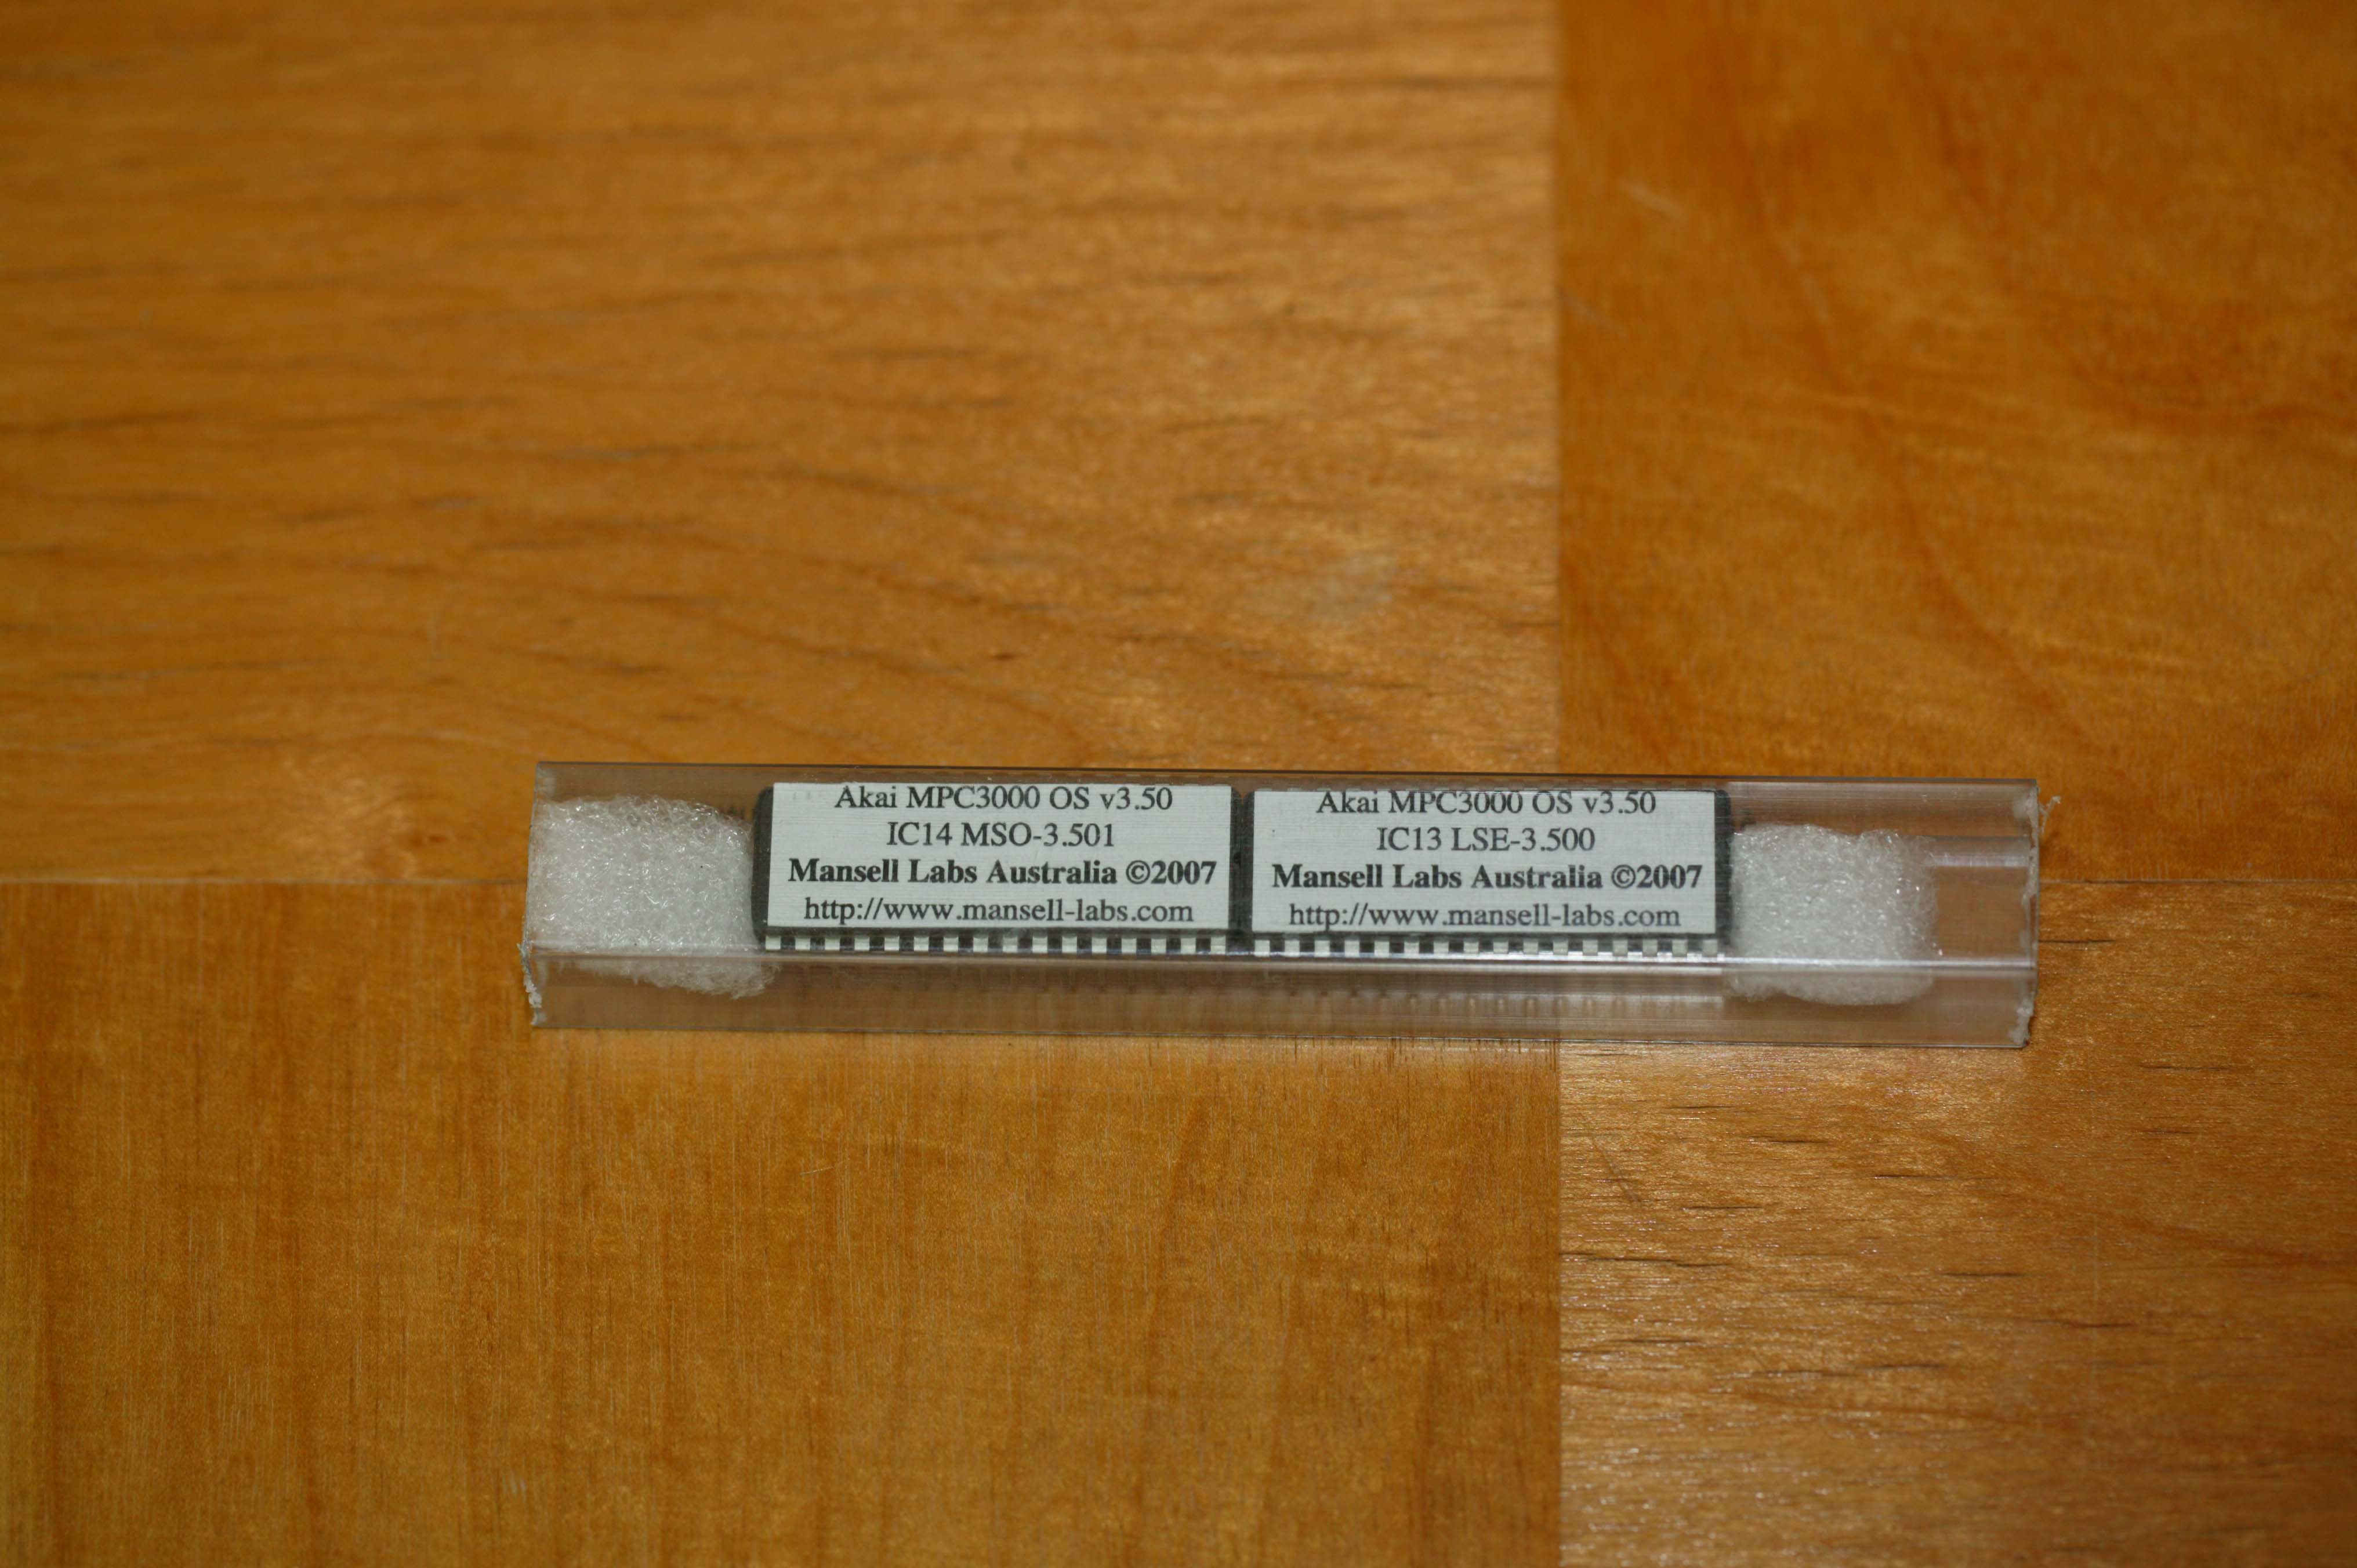 Akai MPC3000 OS v3.50
IC14 MSO-3.501
Mansell Labs Australia ©2007
http://www.mansell-labs.com
Akai MPC3000 OS v3.50
IC13 LSE-3.500
Mansell Labs Australia ©2007
http://www.mansell-labs.com